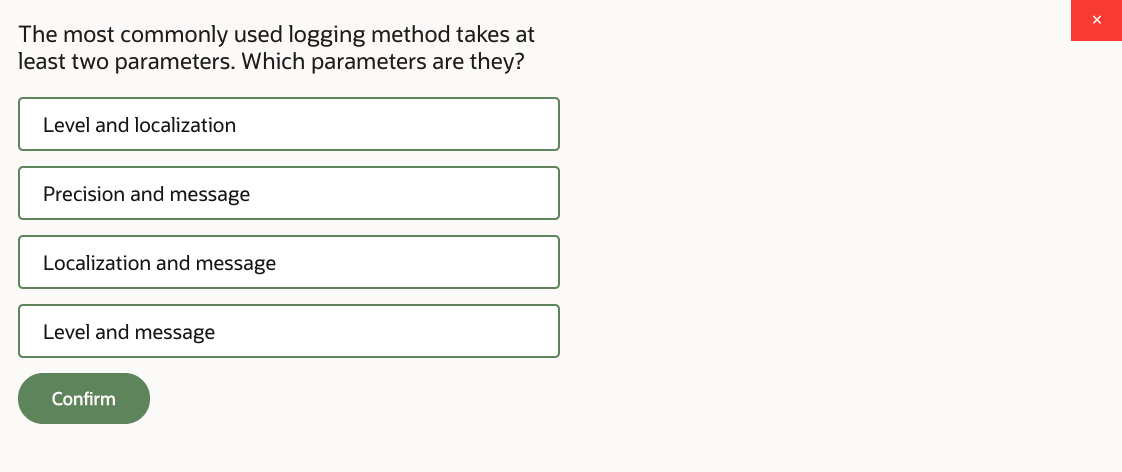 The most commonly used logging method takes at
least two parameters. Which parameters are they?
Level and localization
Precision and message
Localization and message
Level and message
Confirm